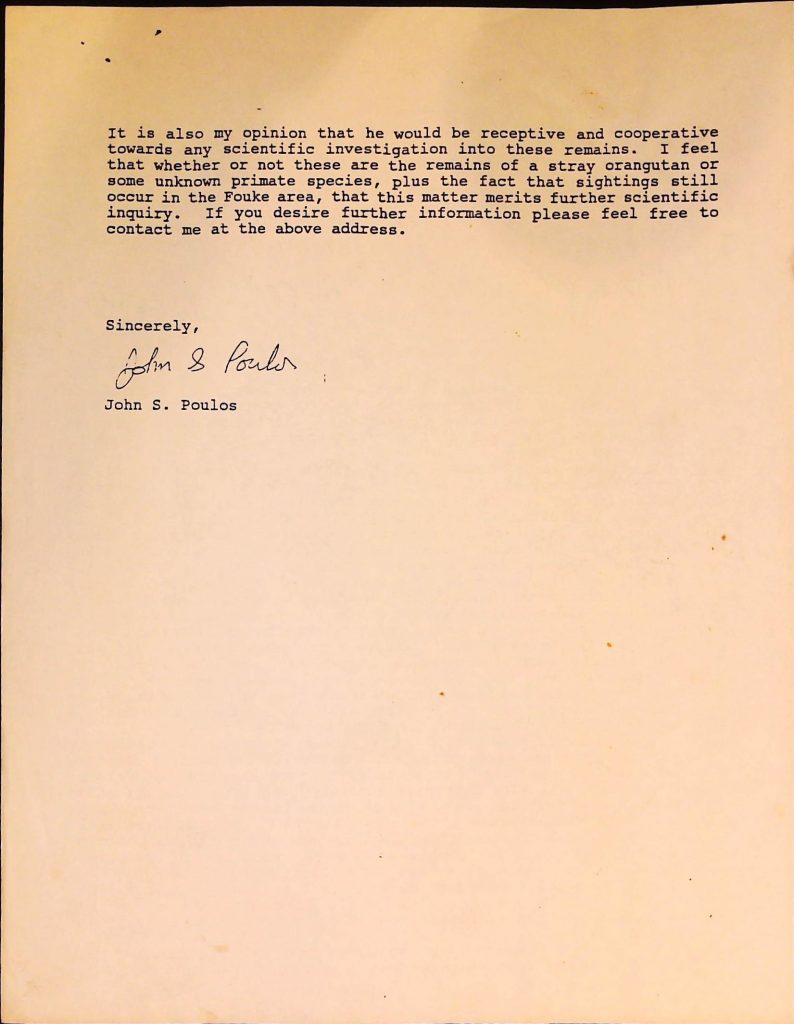 It is also my opinion that he would be receptive and cooperative
towards any scientific investigation into these remains.  I feel
that whether or not these are the remains of a stray orangutan or
some unknown primate species, plus the fact that sightings still
occur in the Fouke area, that this matter merits further scientific
inquiry.  If you desire further information please feel free to
contact me at the above address.
Sincerely,
John S Poulos
John S. Poulos